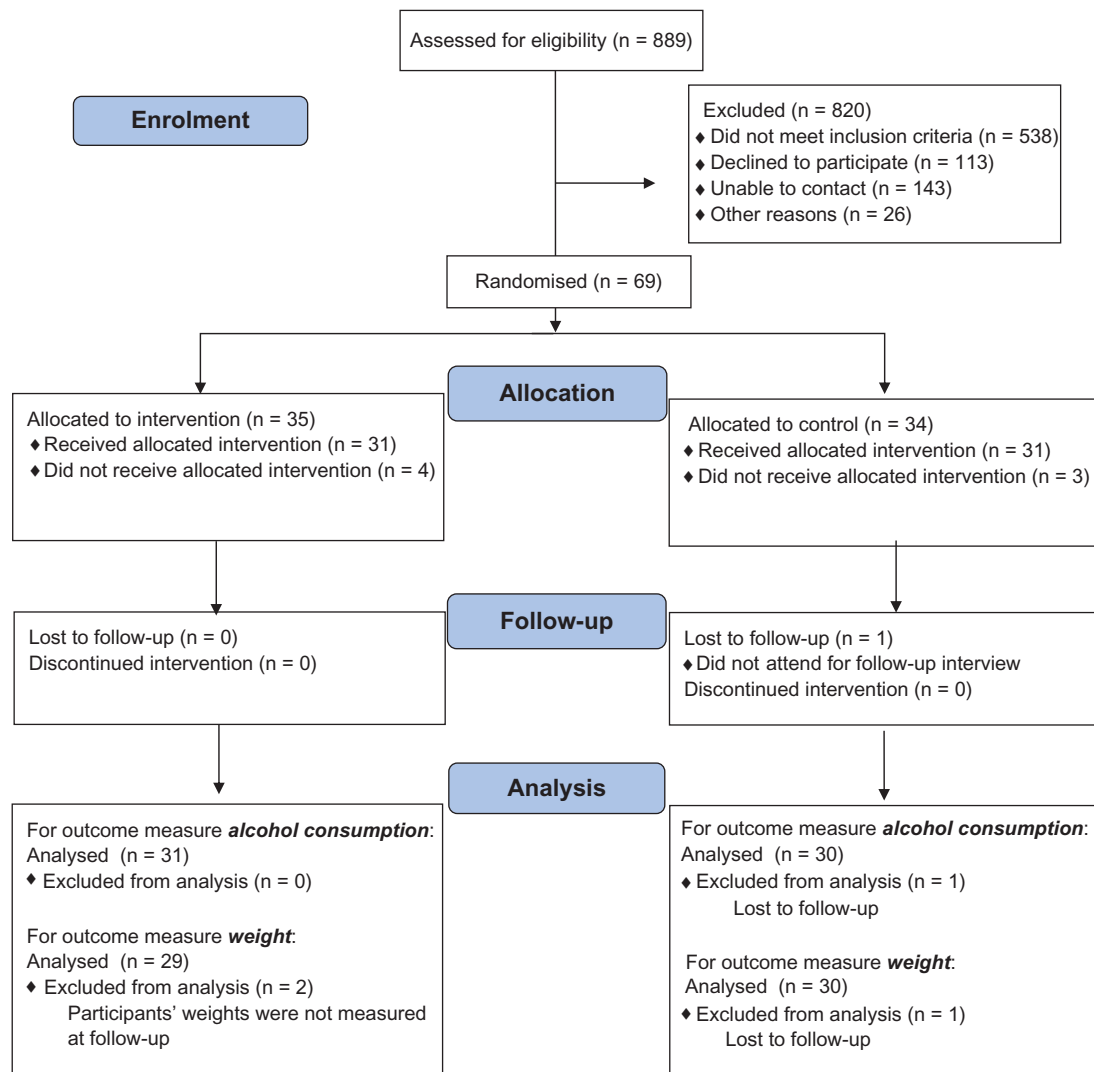 Assessed for eligibility (n = 889)
Enrolment
Excluded (n = 820)
♦ Did not meet inclusion criteria (n = 538)
♦ Declined to participate (n = 113)
♦ Unable to contact (n = 143)
♦ Other reasons (n = 26)
Randomised (n = 69)
Allocation
Allocated to intervention (n = 35)
♦ Received allocated intervention (n = 31)
♦ Did not receive allocated intervention (n = 4)
Allocated to control (n = 34)
♦ Received allocated intervention (n = 31)
♦ Did not receive allocated intervention (n = 3)
Follow-up
Lost to follow-up (n = 0)
Discontinued intervention (n = 0)
Lost to follow-up (n = 1)
♦ Did not attend for follow-up interview
Discontinued intervention (n = 0)
Analysis
For outcome measure alcohol consumption:
Analysed (n = 31)
♦ Excluded from analysis (n = 0)
For outcome measure weight:
Analysed (n = 29)
♦ Excluded from analysis (n = 2)
Participants’ weights were not measured
at follow-up
For outcome measure alcohol consumption:
Analysed (n = 30)
♦ Excluded from analysis (n = 1)
Lost to follow-up
For outcome measure weight:
Analysed (n = 30)
♦ Excluded from analysis (n = 1)
Lost to follow-up